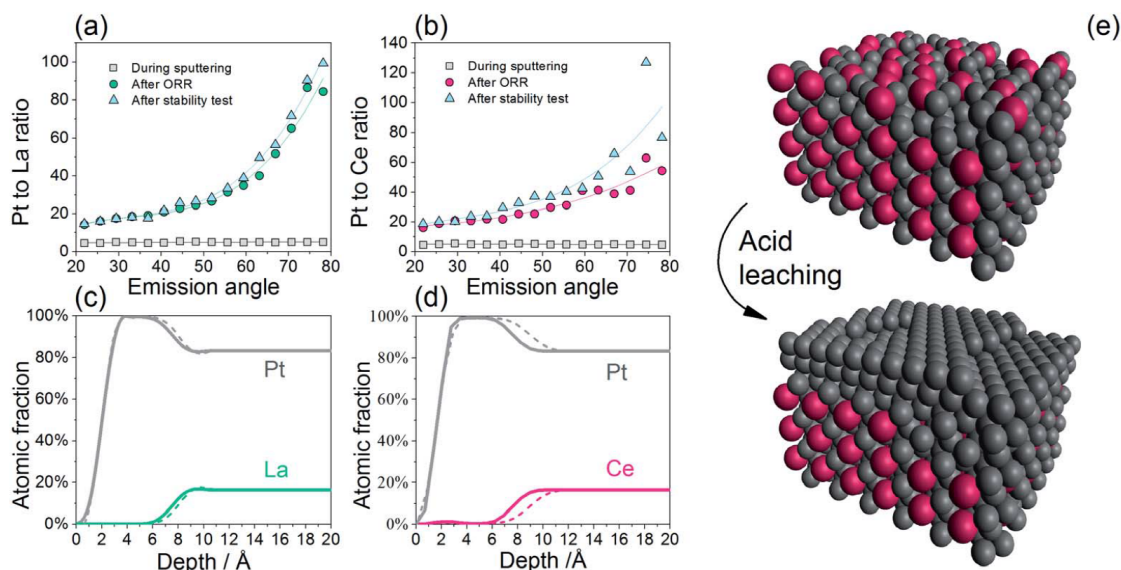 (a)
Pt to La ratio
100
80
60
40
20
0
During sputtering
After ORR
After stability test
20 30 40 50 60 70 80
Emission angle
(b)
Pt to Ce ratio
140
120
100
80
60
40
20
0
During sputtering
After ORR
After stability test
20 30 40 50 60 70 80
Emission angle
(c)
Atomic fraction
100%
80%
60%
40%
20%
0%
Pt
La
0 2 4 6 8 10 12 14 16 18 20
Depth / Å
(d)
Atomic fraction
100%
80%
60%
40%
20%
0%
Pt
Ce
0 2 4 6 8 10 12 14 16 18 20
Depth /Å
(e)
Acid
leaching